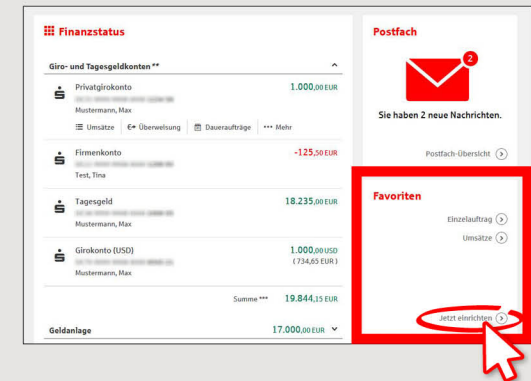 Finanzstatus
Giro- und Tagesgeldkonten **
Privatgirokonto 1.000,00 EUR
Mustermann, Max
Umsätze Überweisung Daueraufträge ••• Mehr
Firmenkonto -125,50 EUR
Test, Tina
Tagesgeld 18.235,00 EUR
Mustermann, Max
Girokonto (USD) 1.000,00 USD
(734,65 EUR)
Mustermann, Max
Summe *** 19.844,15 EUR
Geldanlage 17.000,00 EUR
Postfach
2
Sie haben 2 neue Nachrichten.
Postfach-Übersicht
Favoriten
Einzelauftrag
Umsätze
Jetzt einrichten